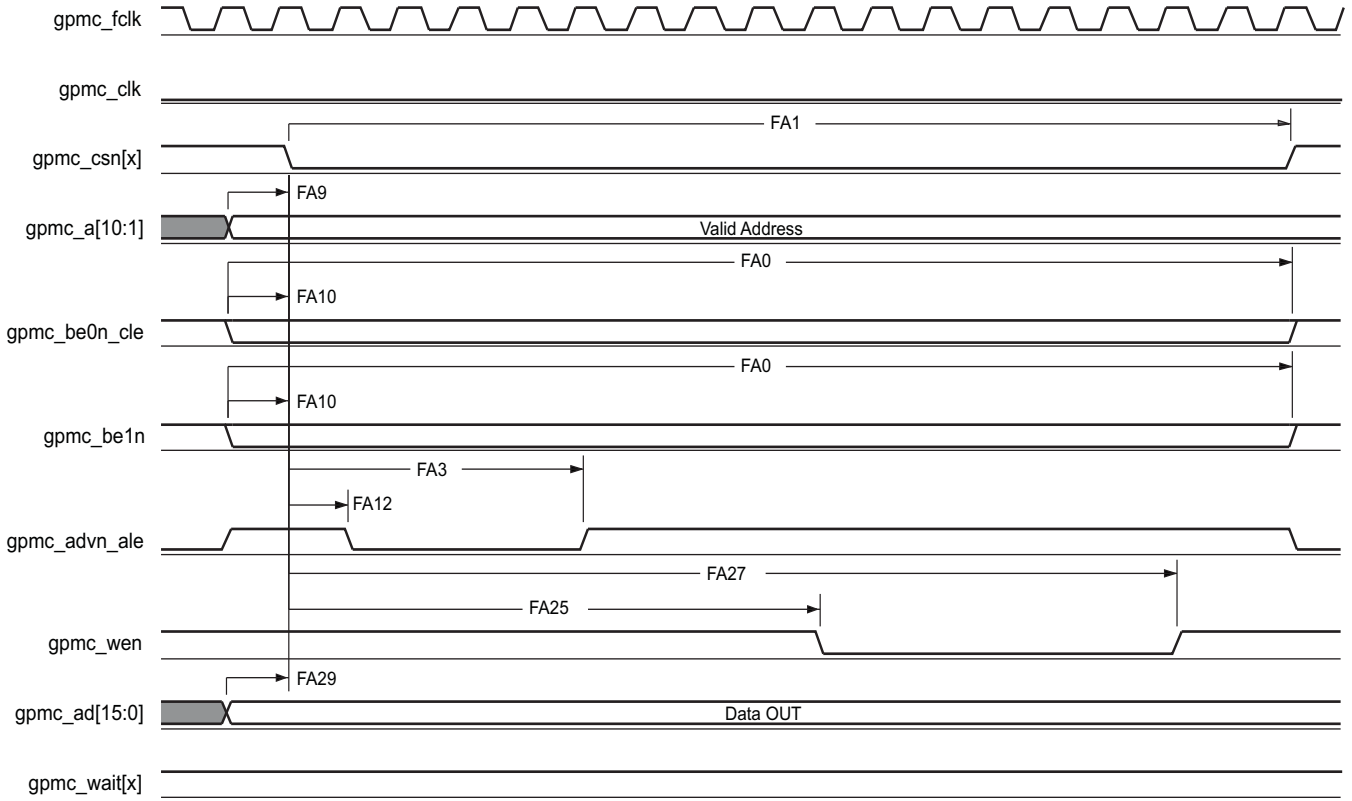 gpmc_fclk
gpmc_clk
FA1
gpmc_csn[x]
FA9
gpmc_a[10:1]
Valid Address
FA0
FA10
gpmc_be0n_cle
FA0
FA10
gpmc_be1n
FA3
FA12
gpmc_advn_ale
FA27
FA25
gpmc_wen
FA29
gpmc_ad[15:0]
Data OUT
gpmc_wait[x]